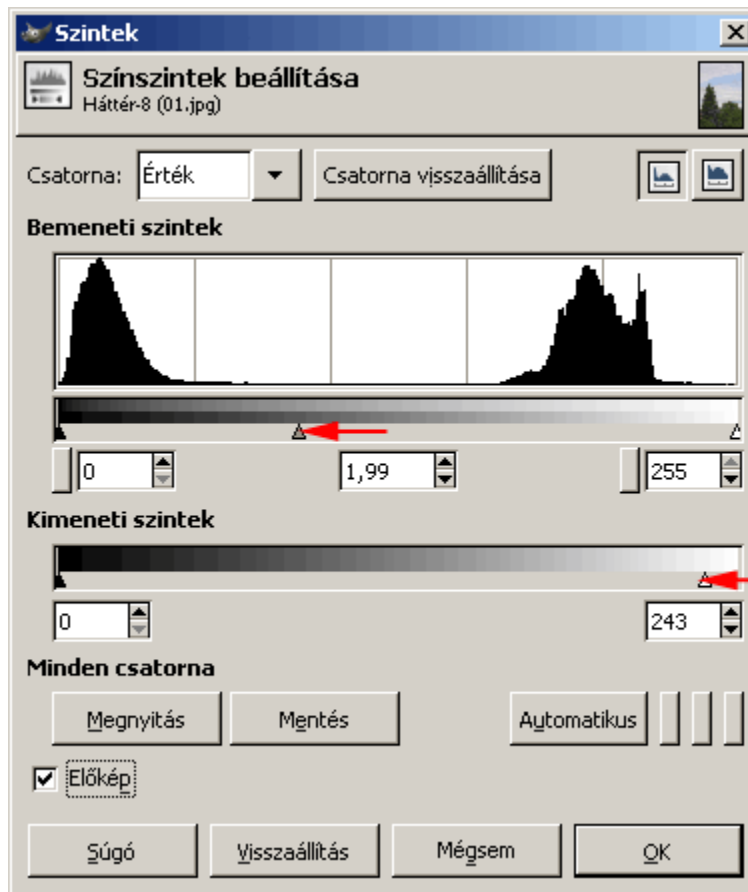 Szintek
Színszintek beállítása
Háttér-8 (01.jpg)
Csatorna: Érték Csatorna visszaállítása
Bemeneti szintek
0 1,99 255
Kimeneti szintek
0 243
Minden csatorna
Megnyitás Mentés Automatikus
Előkép
Súgó Visszaállítás Mégsem OK